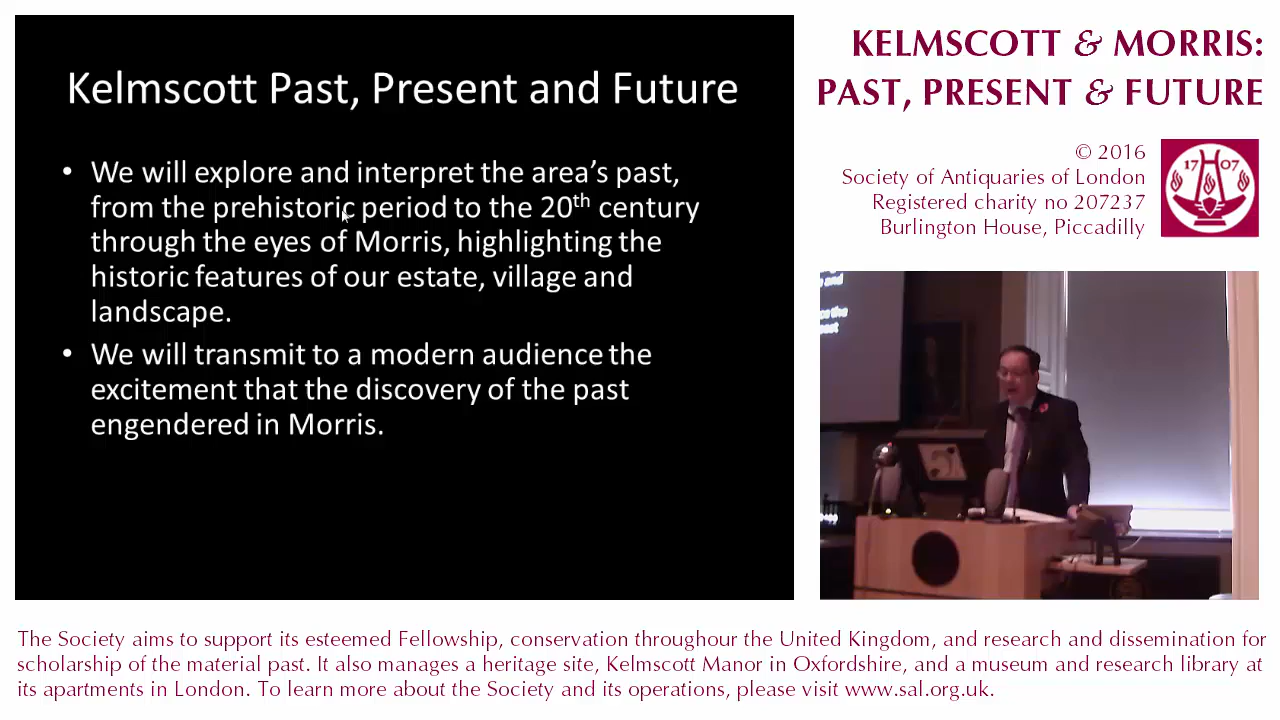 Kelmscott Past, Present and Future
• We will explore and interpret the area's past,
from the prehistoric period to the 20th century
through the eyes of Morris, highlighting the
historic features of our estate, village and
landscape.
• We will transmit to a modern audience the
excitement that the discovery of the past
engendered in Morris.
KELMSCOTT & MORRIS:
PAST, PRESENT & FUTURE
© 2016
Society of Antiquaries of London
Registered charity no 207237
Burlington House, Piccadilly
17 07
The Society aims to support its esteemed Fellowship, conservation throughour the United Kingdom, and research and dissemination for
scholarship of the material past. It also manages a heritage site, Kelmscott Manor in Oxfordshire, and a museum and research library at
its apartments in London. To learn more about the Society and its operations, please visit www.sal.org.uk.